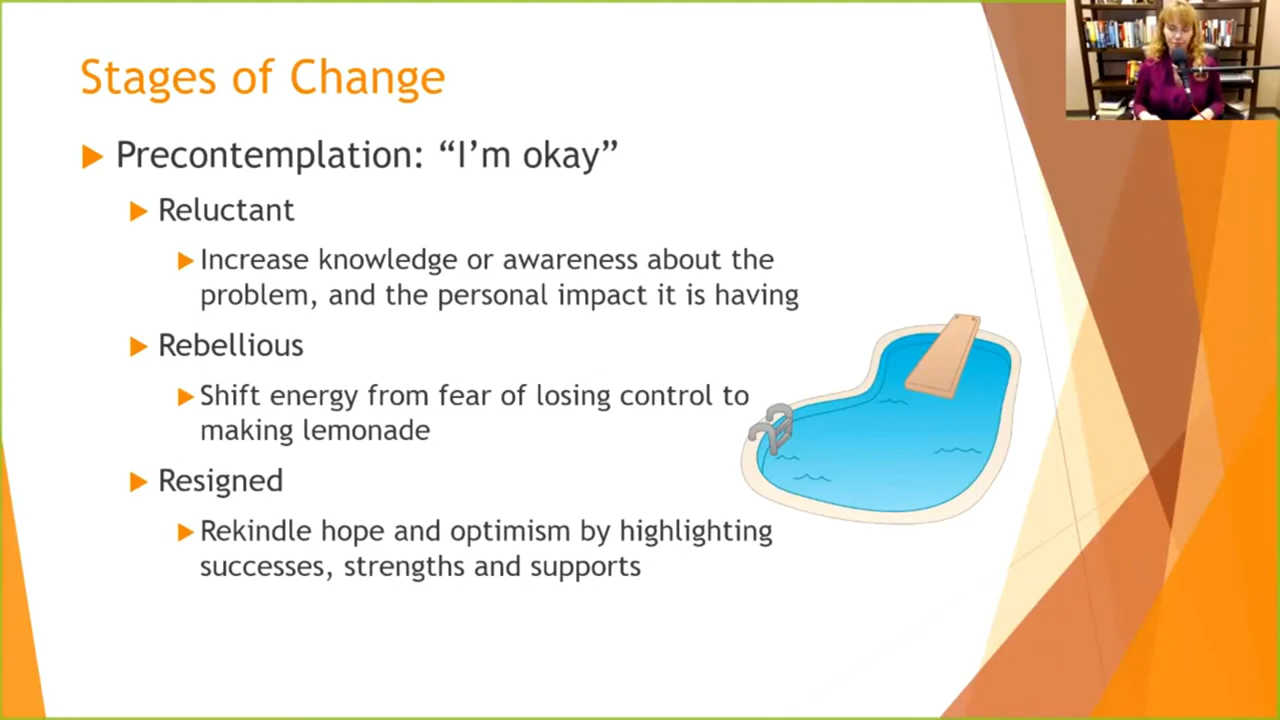 Stages of Change
Precontemplation: “I’m okay”
Reluctant
Increase knowledge or awareness about the
problem, and the personal impact it is having
Rebellious
Shift energy from fear of losing control to
making lemonade
Resigned
Rekindle hope and optimism by highlighting
successes, strengths and supports